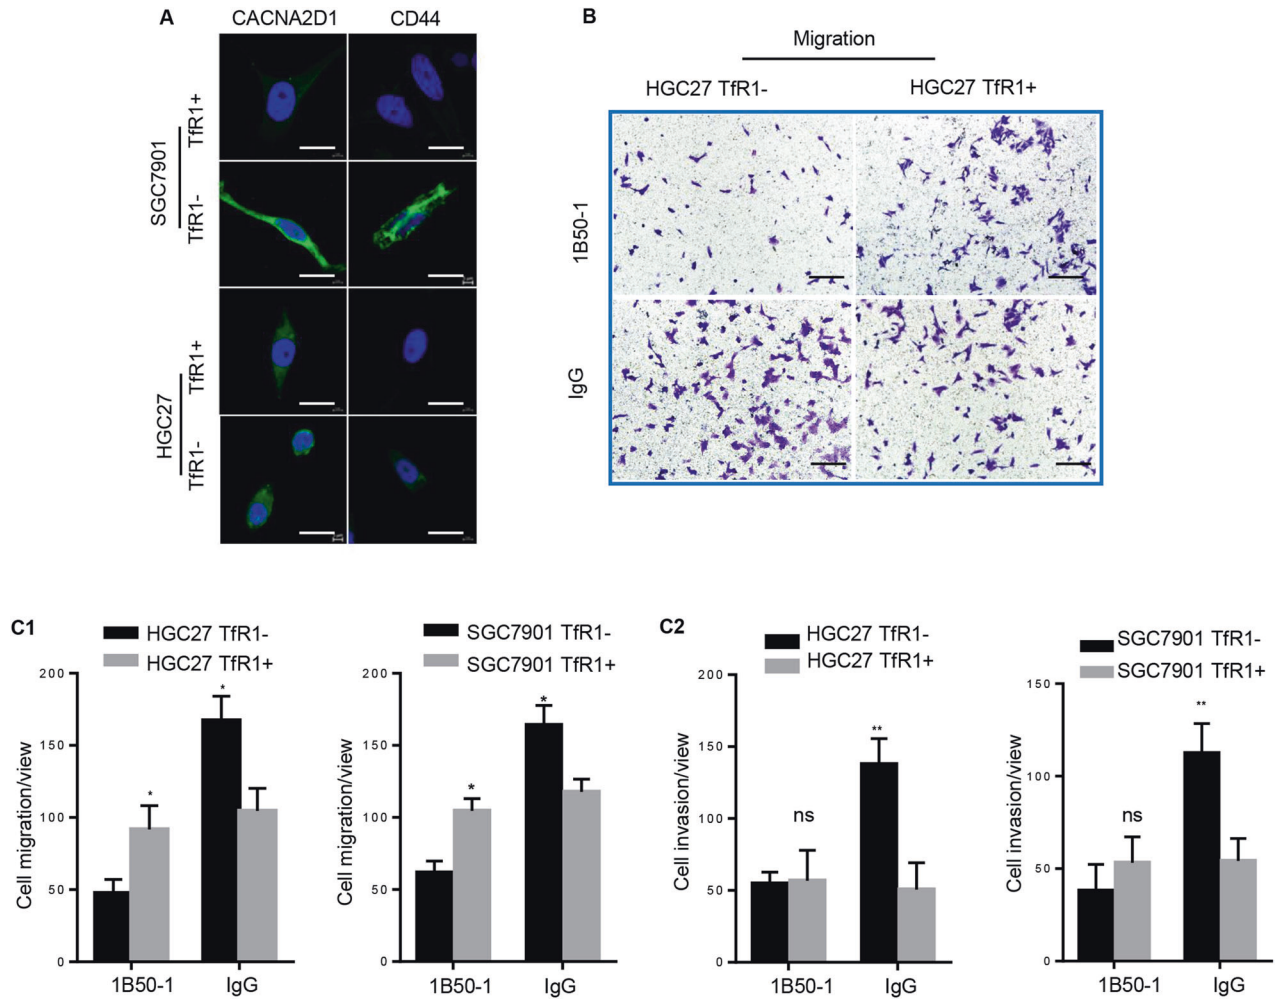 A
CACNA2D1
CD44
SGC7901
TfR1+
TfR1-
HGC27
TfR1+
TfR1-
B
Migration
HGC27 TfR1-
HGC27 TfR1+
1B50-1
IgG
C1
HGC27 TfR1-
HGC27 TfR1+
Cell migration/view
200
150
100
50
0
*
*
1B50-1
IgG
SGC7901 TfR1-
SGC7901 TfR1+
Cell migration/view
200
150
100
50
0
*
*
1B50-1
IgG
C2
HGC27 TfR1-
HGC27 TfR1+
Cell invasion/view
200
150
100
50
0
ns
**
1B50-1
IgG
SGC7901 TfR1-
SGC7901 TfR1+
Cell invasion/view
150
100
50
0
ns
**
1B50-1
IgG